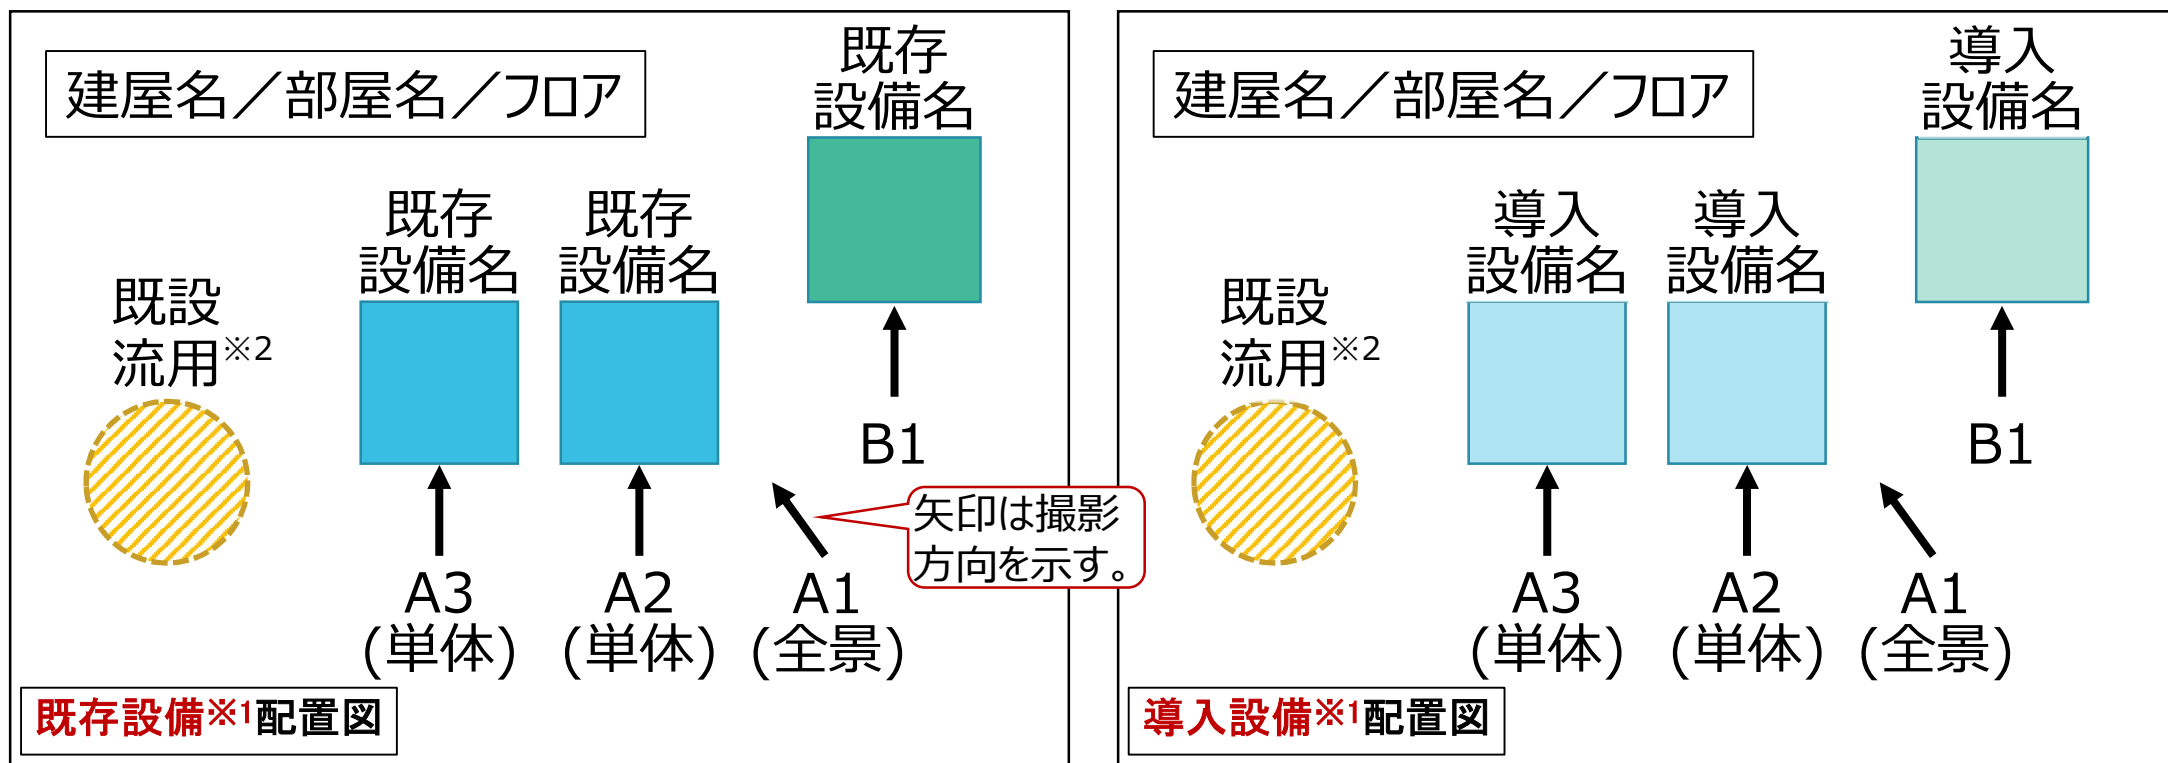 建屋名／部屋名／フロア
既存
設備名
既存
設備名
既存
設備名
既設
流用※2
B1
矢印は撮影
方向を示す。
A3
(単体)
A2
(単体)
A1
(全景)
既存設備※1配置図
建屋名／部屋名／フロア
導入
設備名
導入
設備名
導入
設備名
既設
流用※2
B1
A3
(単体)
A2
(単体)
A1
(全景)
導入設備※1配置図